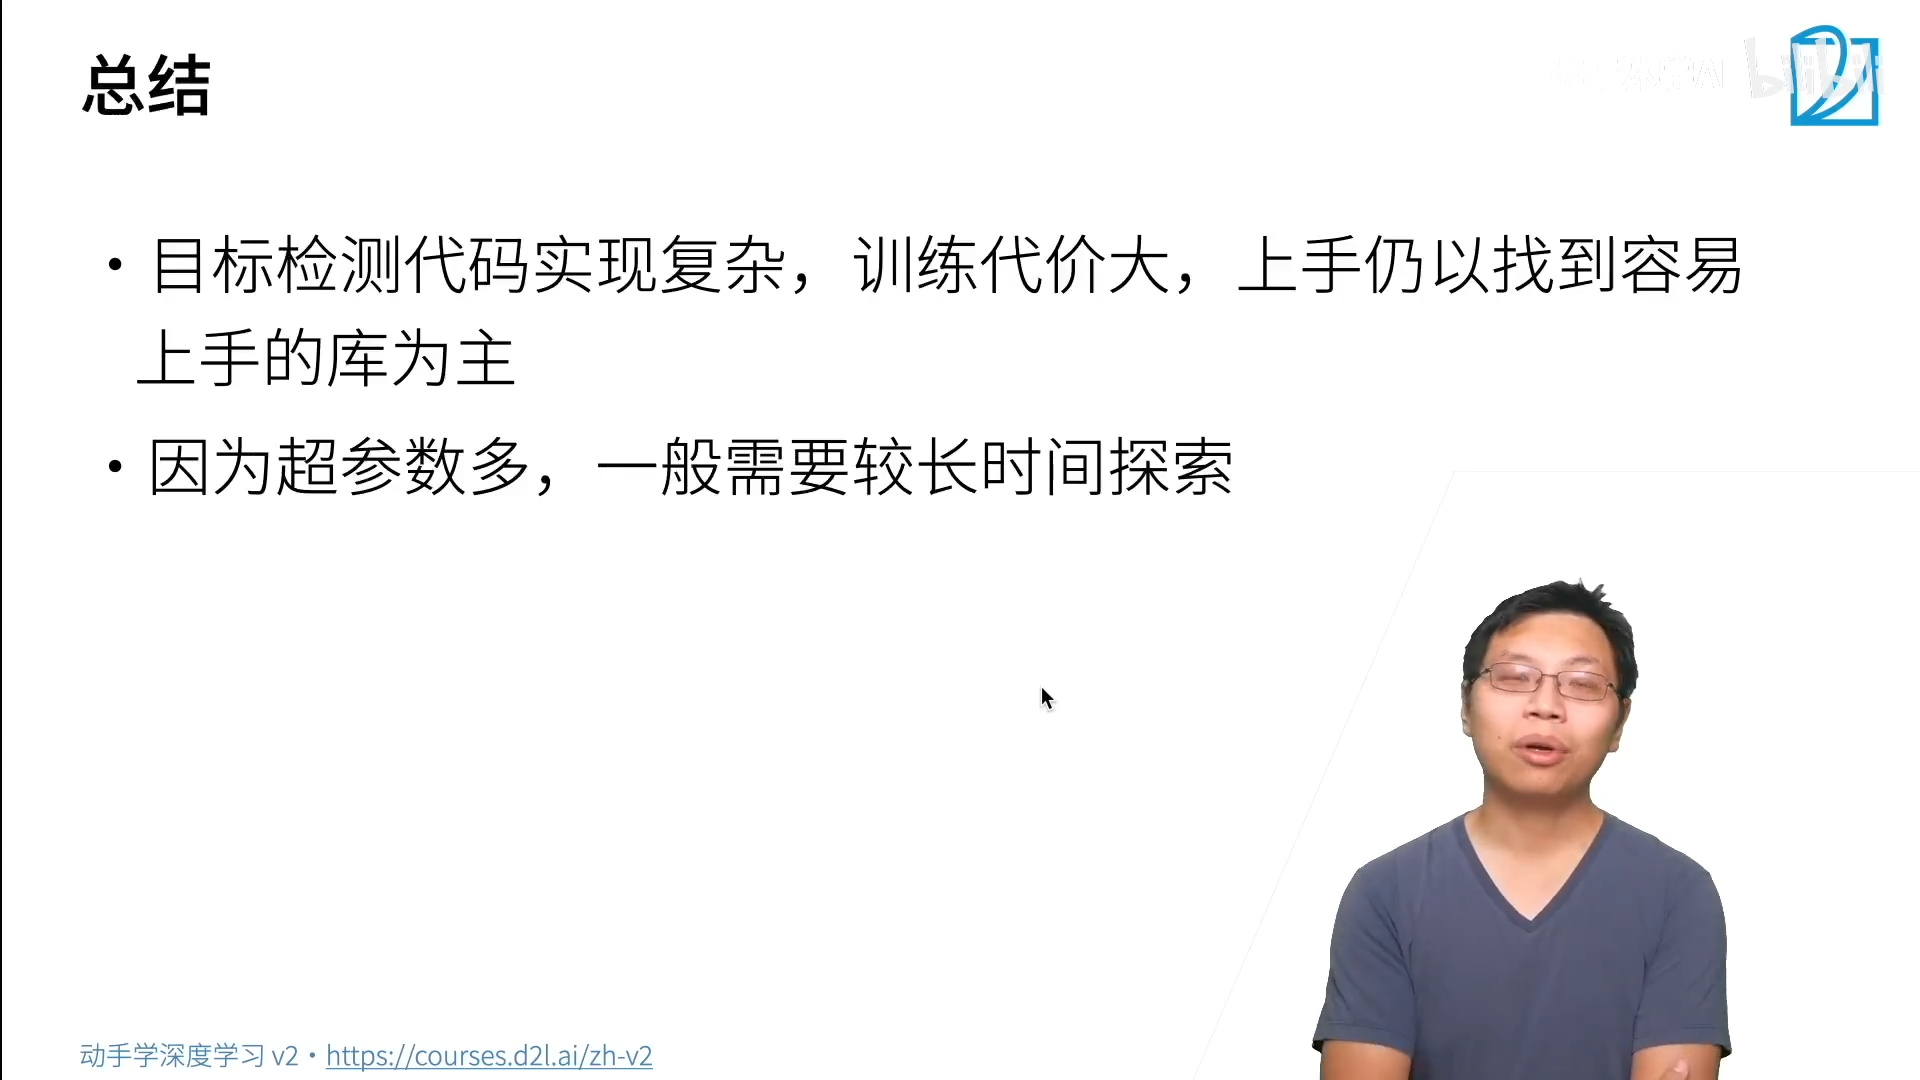 总结
bilibili
• 目标检测代码实现复杂，训练代价大，上手仍以找到容易
上手的库为主
• 因为超参数多，一般需要较长时间探索
动手学深度学习 v2 • https://courses.d2l.ai/zh-v2